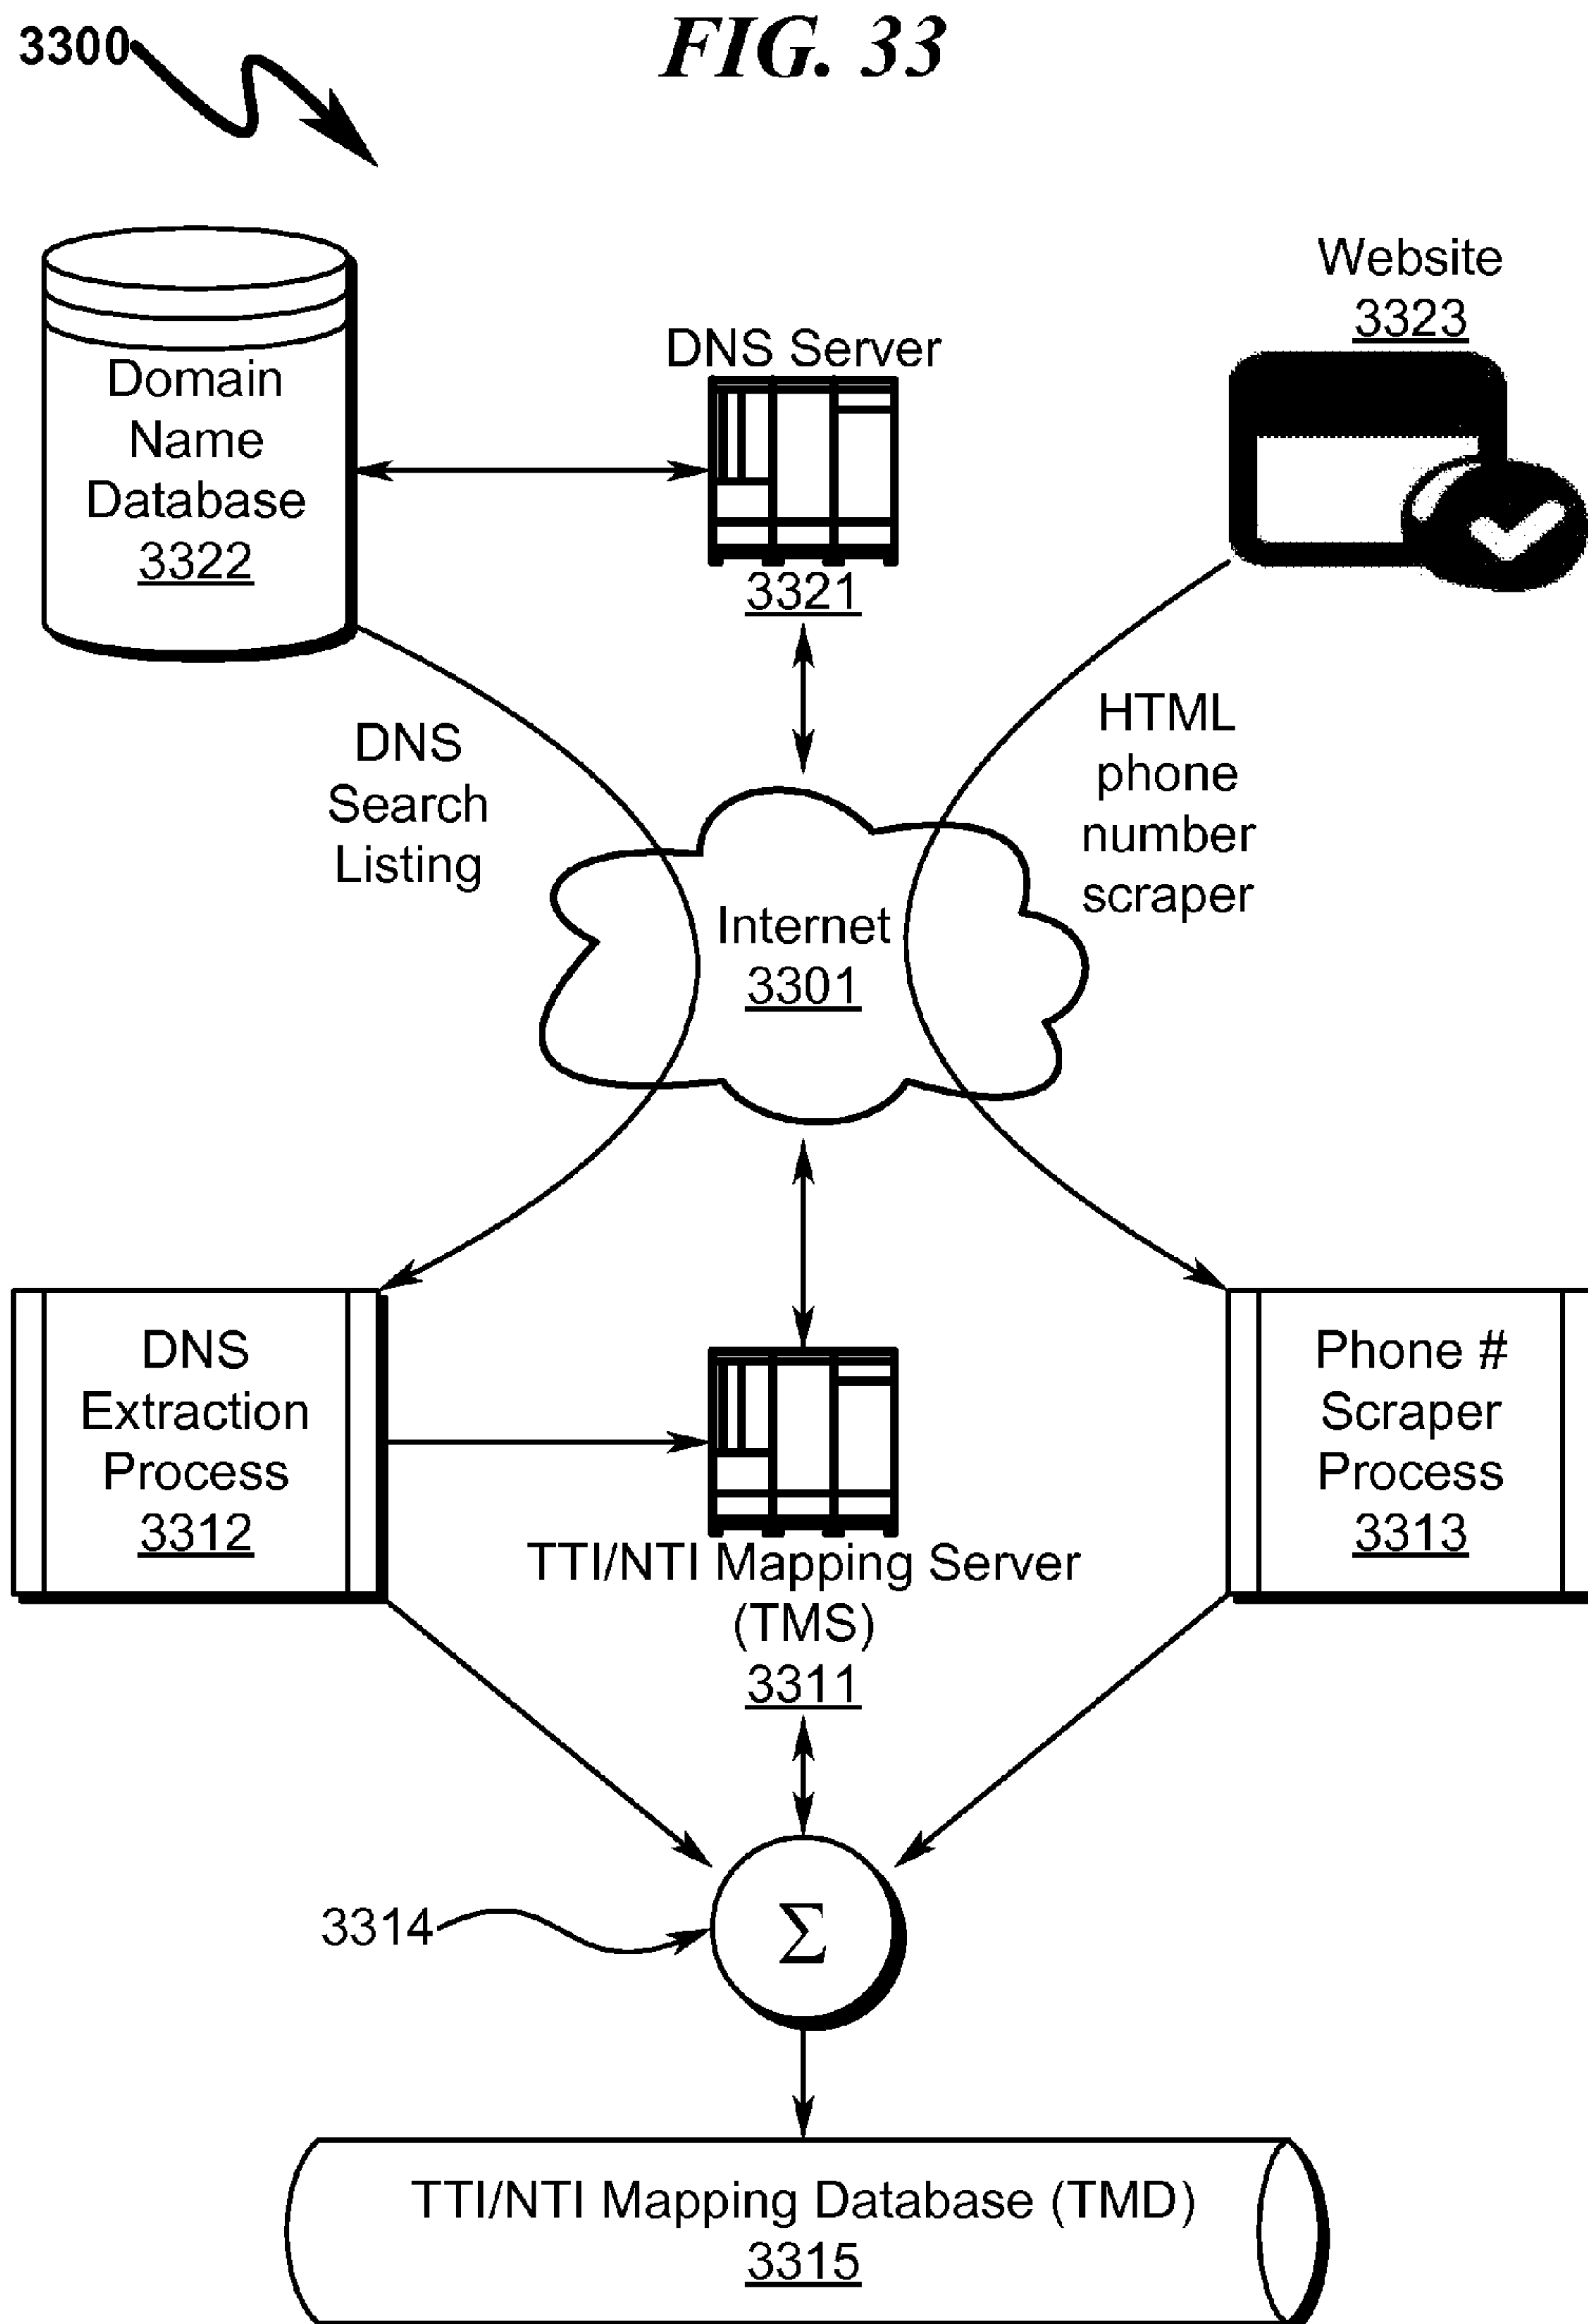 3300
FIG. 33
Domain
Name
Database
3322
DNS Server
3321
Website
3323
DNS
Search
Listing
HTML
phone
number
scraper
Internet
3301
DNS
Extraction
Process
3312
TTI/NTI Mapping Server
(TMS)
3311
Phone #
Scraper
Process
3313
3314
Σ
TTI/NTI Mapping Database (TMD)
3315